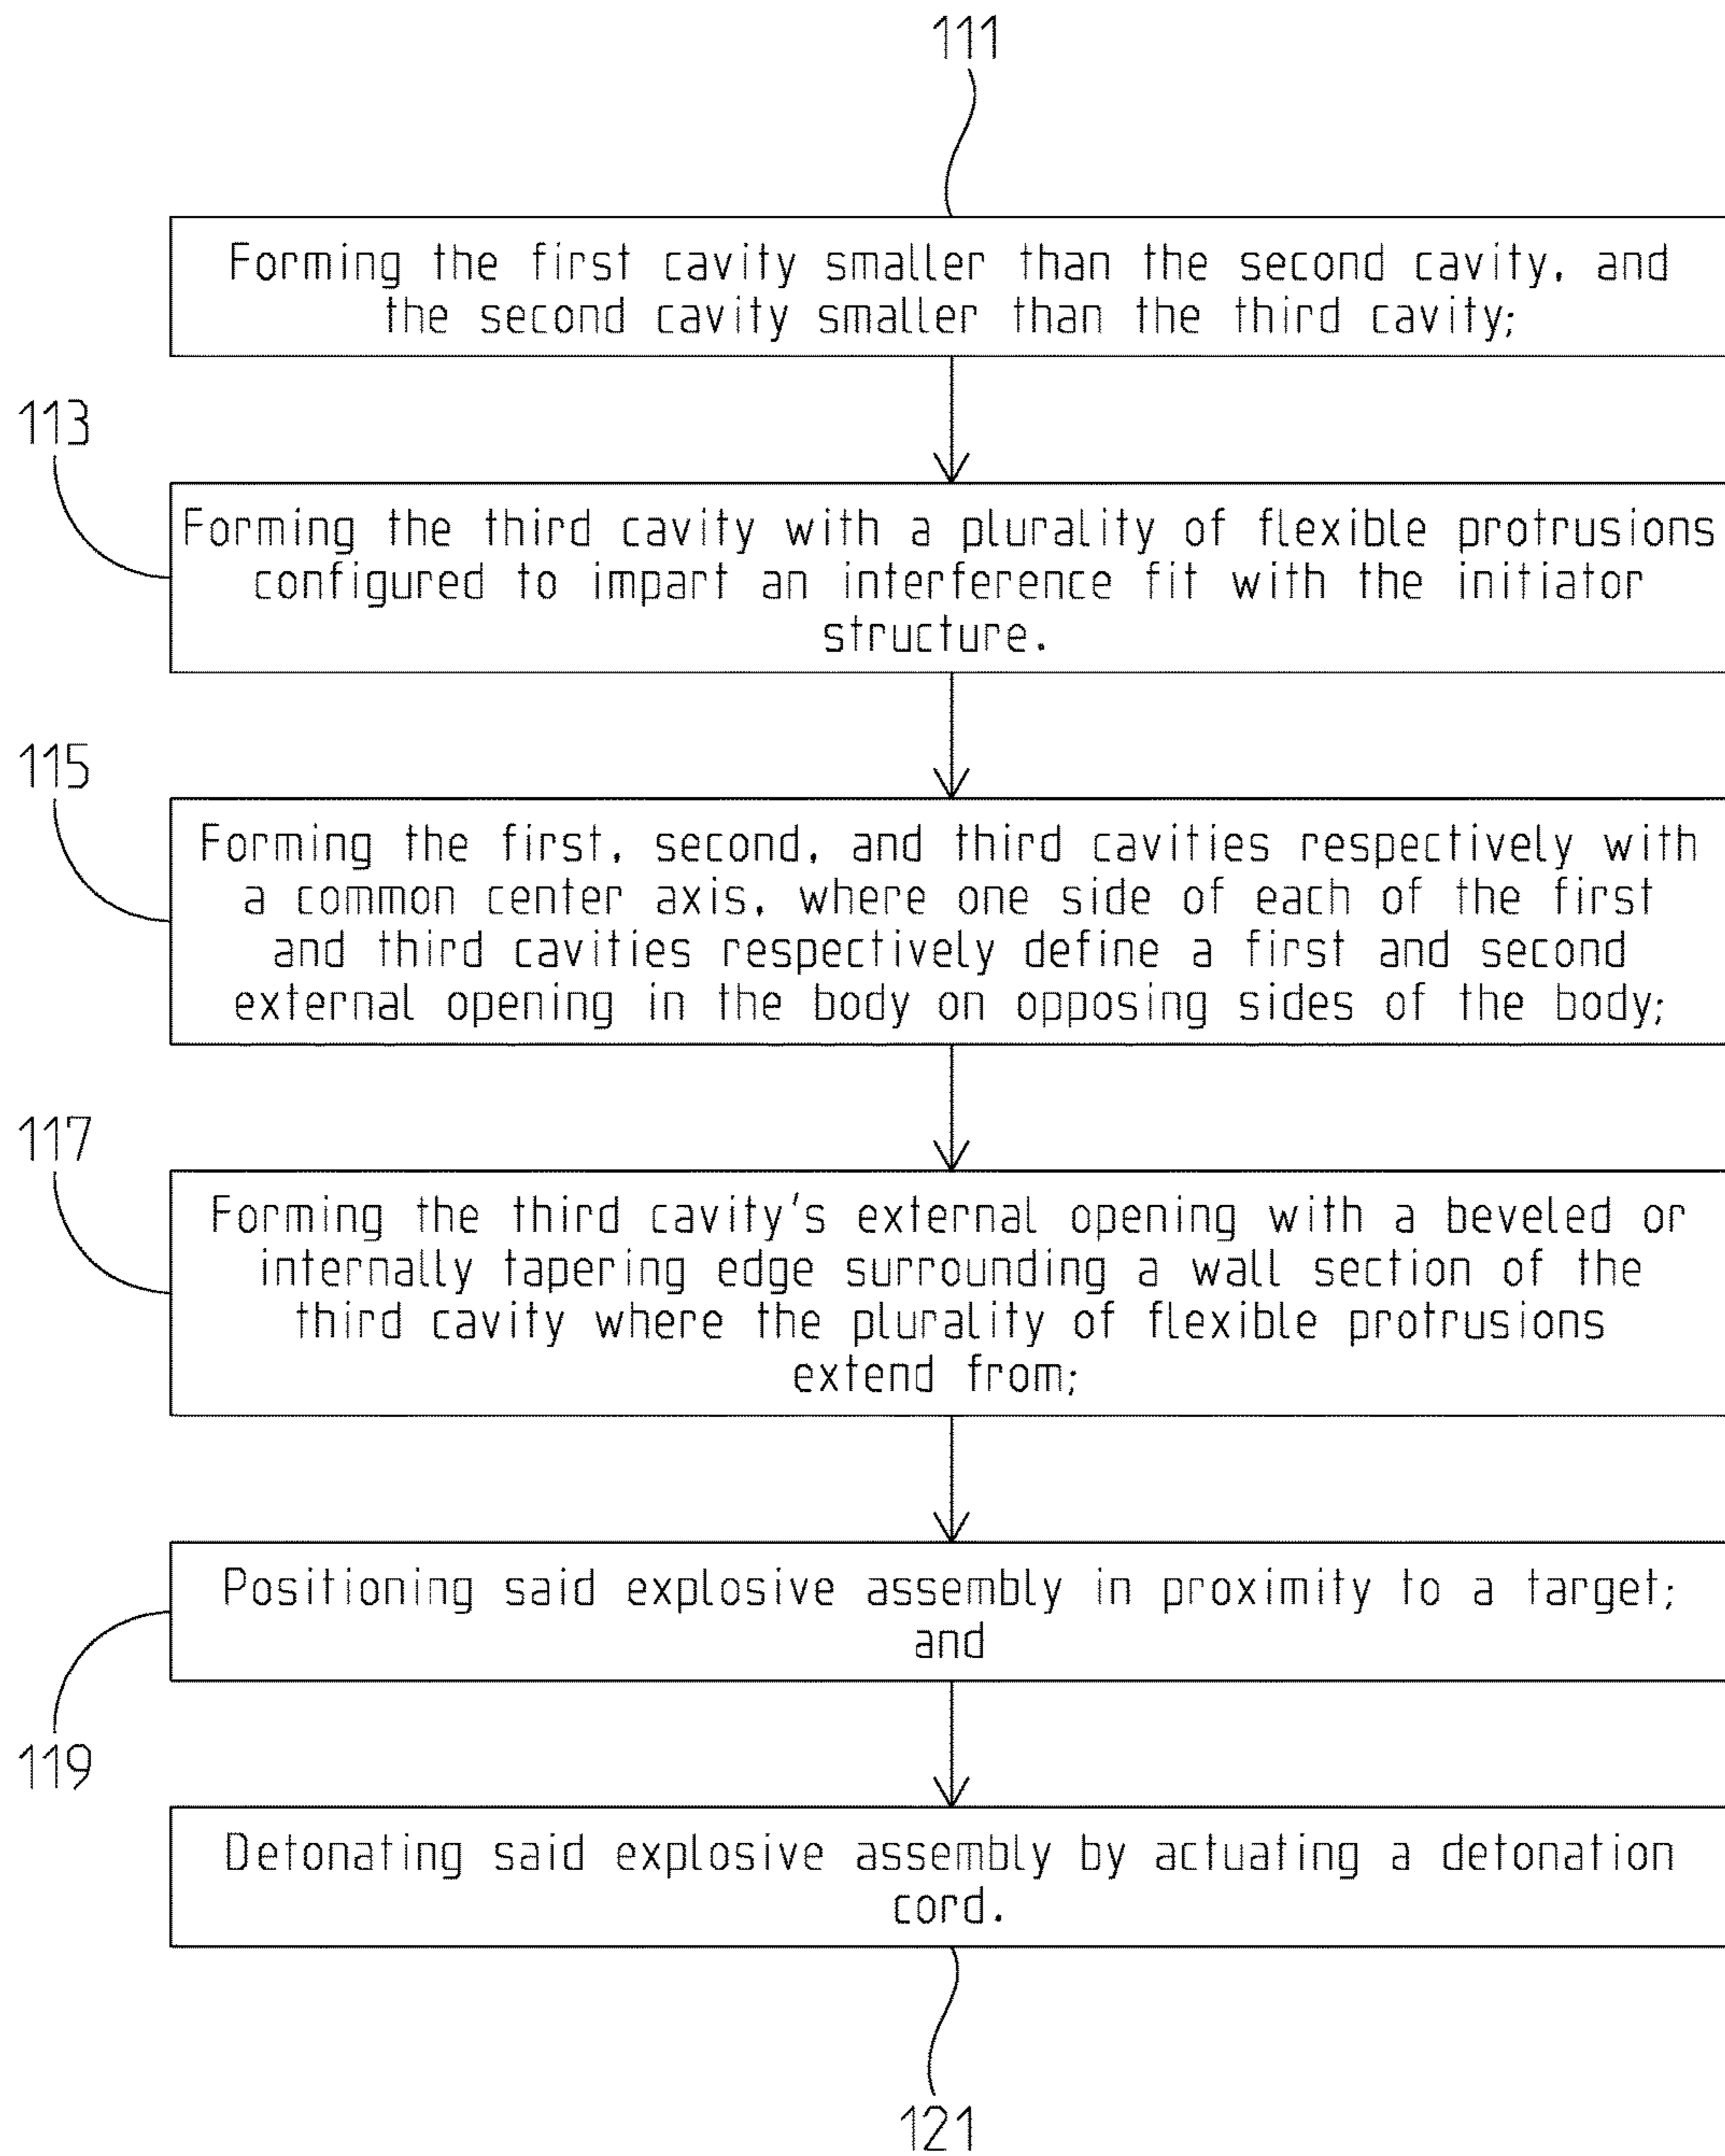 111
Forming the first cavity smaller than the second cavity, and
the second cavity smaller than the third cavity;
113
Forming the third cavity with a plurality of flexible protrusions
configured to impart an interference fit with the initiator
structure.
115
Forming the first, second, and third cavities respectively with
a common center axis, where one side of each of the first
and third cavities respectively define a first and second
external opening in the body on opposing sides of the body;
117
Forming the third cavity's external opening with a beveled or
internally tapering edge surrounding a wall section of the
third cavity where the plurality of flexible protrusions
extend from;
Positioning said explosive assembly in proximity to a target;
and
119
Detonating said explosive assembly by actuating a detonation
cord.
121